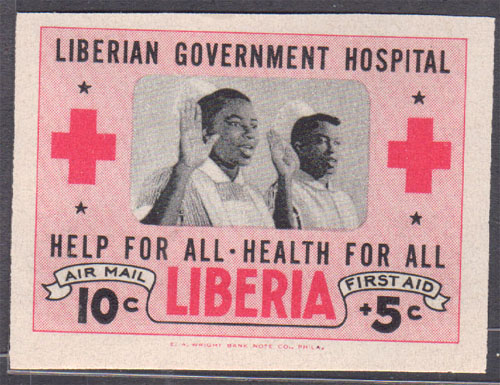 LIBERIAN GOVERNMENT HOSPITAL
HELP FOR ALL · HEALTH FOR ALL
AIR MAIL
FIRST AID
10c LIBERIA +5c
E. A. WRIGHT BANK NOTE CO., PHILA.